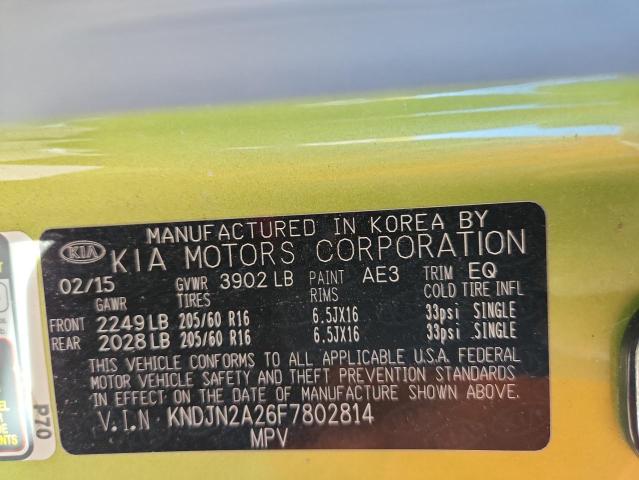 MANUFACTURED IN KOREA BY
KIA KIA MOTORS CORPORATION
02/15 GVWR 3902 LB PAINT AE3 TRIM EQ
GAWR TIRES RIMS COLD TIRE INFL
FRONT 2249 LB 205/60 R16 6.5JX16 33psi SINGLE
REAR 2028 LB 205/60 R16 6.5JX16 33psi SINGLE
THIS VEHICLE CONFORMS TO ALL APPLICABLE U.S.A. FEDERAL
MOTOR VEHICLE SAFETY AND THEFT PREVENTION STANDARDS
IN EFFECT ON THE DATE OF MANUFACTURE SHOWN ABOVE.
V.I.N KNDJN2A26F7802814
MPV
P70